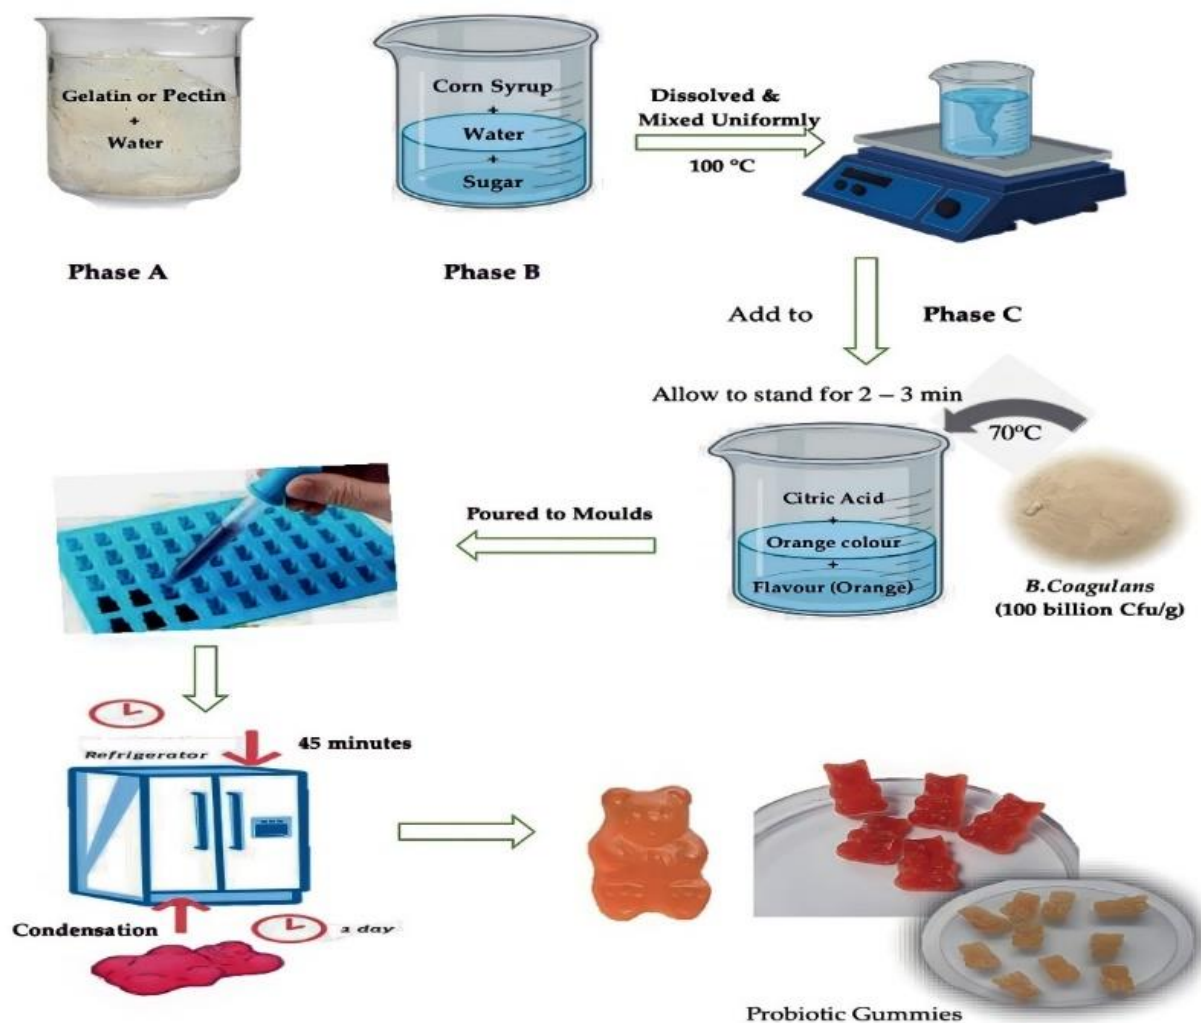 Gelatin or Pectin
+
Water
Phase A
Corn Syrup
+
Water
+
Sugar
Phase B
Dissolved &
Mixed Uniformly
100 °C
Add to
Phase C
Allow to stand for 2 – 3 min
70°C
Citric Acid
+
Orange colour
+
Flavour (Orange)
B.Coagulans
(100 billion Cfu/g)
Poured to Moulds
Refrigerator
45 minutes
Condensation
1 day
Probiotic Gummies